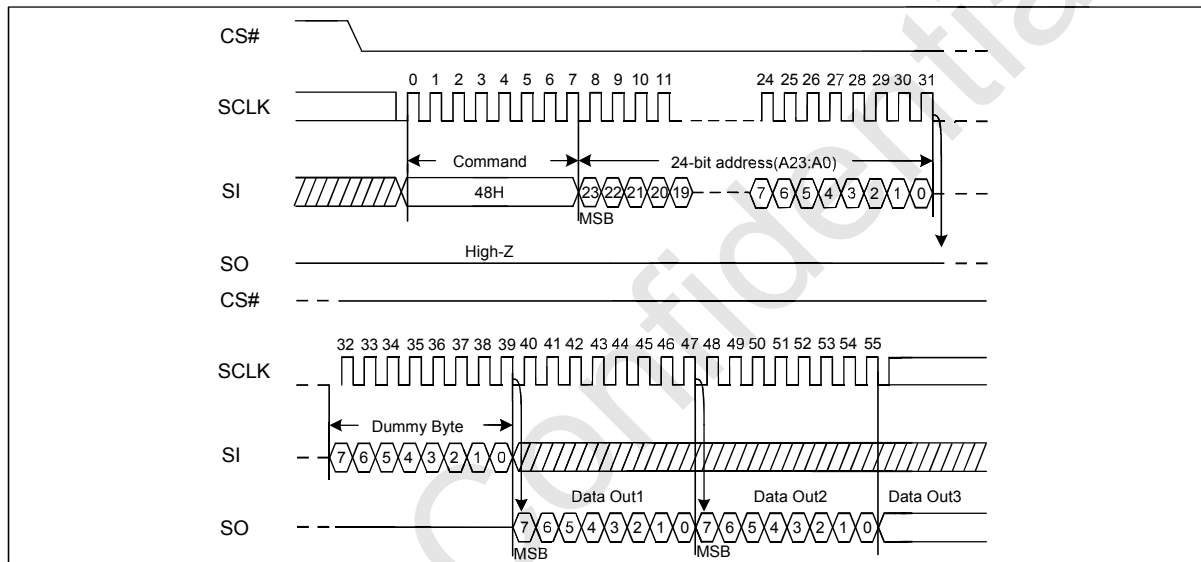 CS#
0 1 2 3 4 5 6 7 8 9 10 11 24 25 26 27 28 29 30 31
SCLK
Command 24-bit address(A23:A0)
SI 48H 23 22 21 20 19 7 6 5 4 3 2 1 0
MSB
High-Z
SO
CS#
32 33 34 35 36 37 38 39 40 41 42 43 44 45 46 47 48 49 50 51 52 53 54 55
SCLK
Dummy Byte
SI 7 6 5 4 3 2 1 0
Data Out1 Data Out2 Data Out3
SO 7 6 5 4 3 2 1 0 7 6 5 4 3 2 1 0
MSB MSB
Confidential